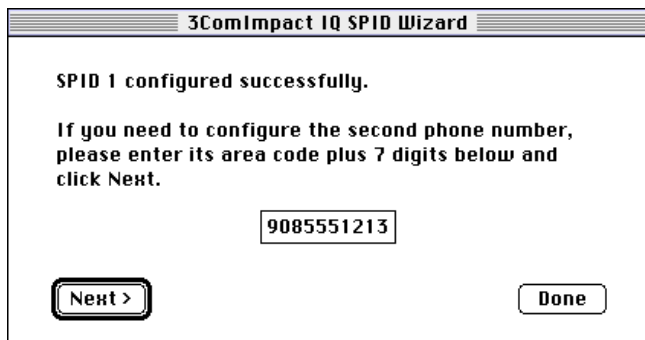 3ComImpact IQ SPID Wizard
SPID 1 configured successfully.
If you need to configure the second phone number,
please enter its area code plus 7 digits below and
click Next.
9085551213
Next >
Done